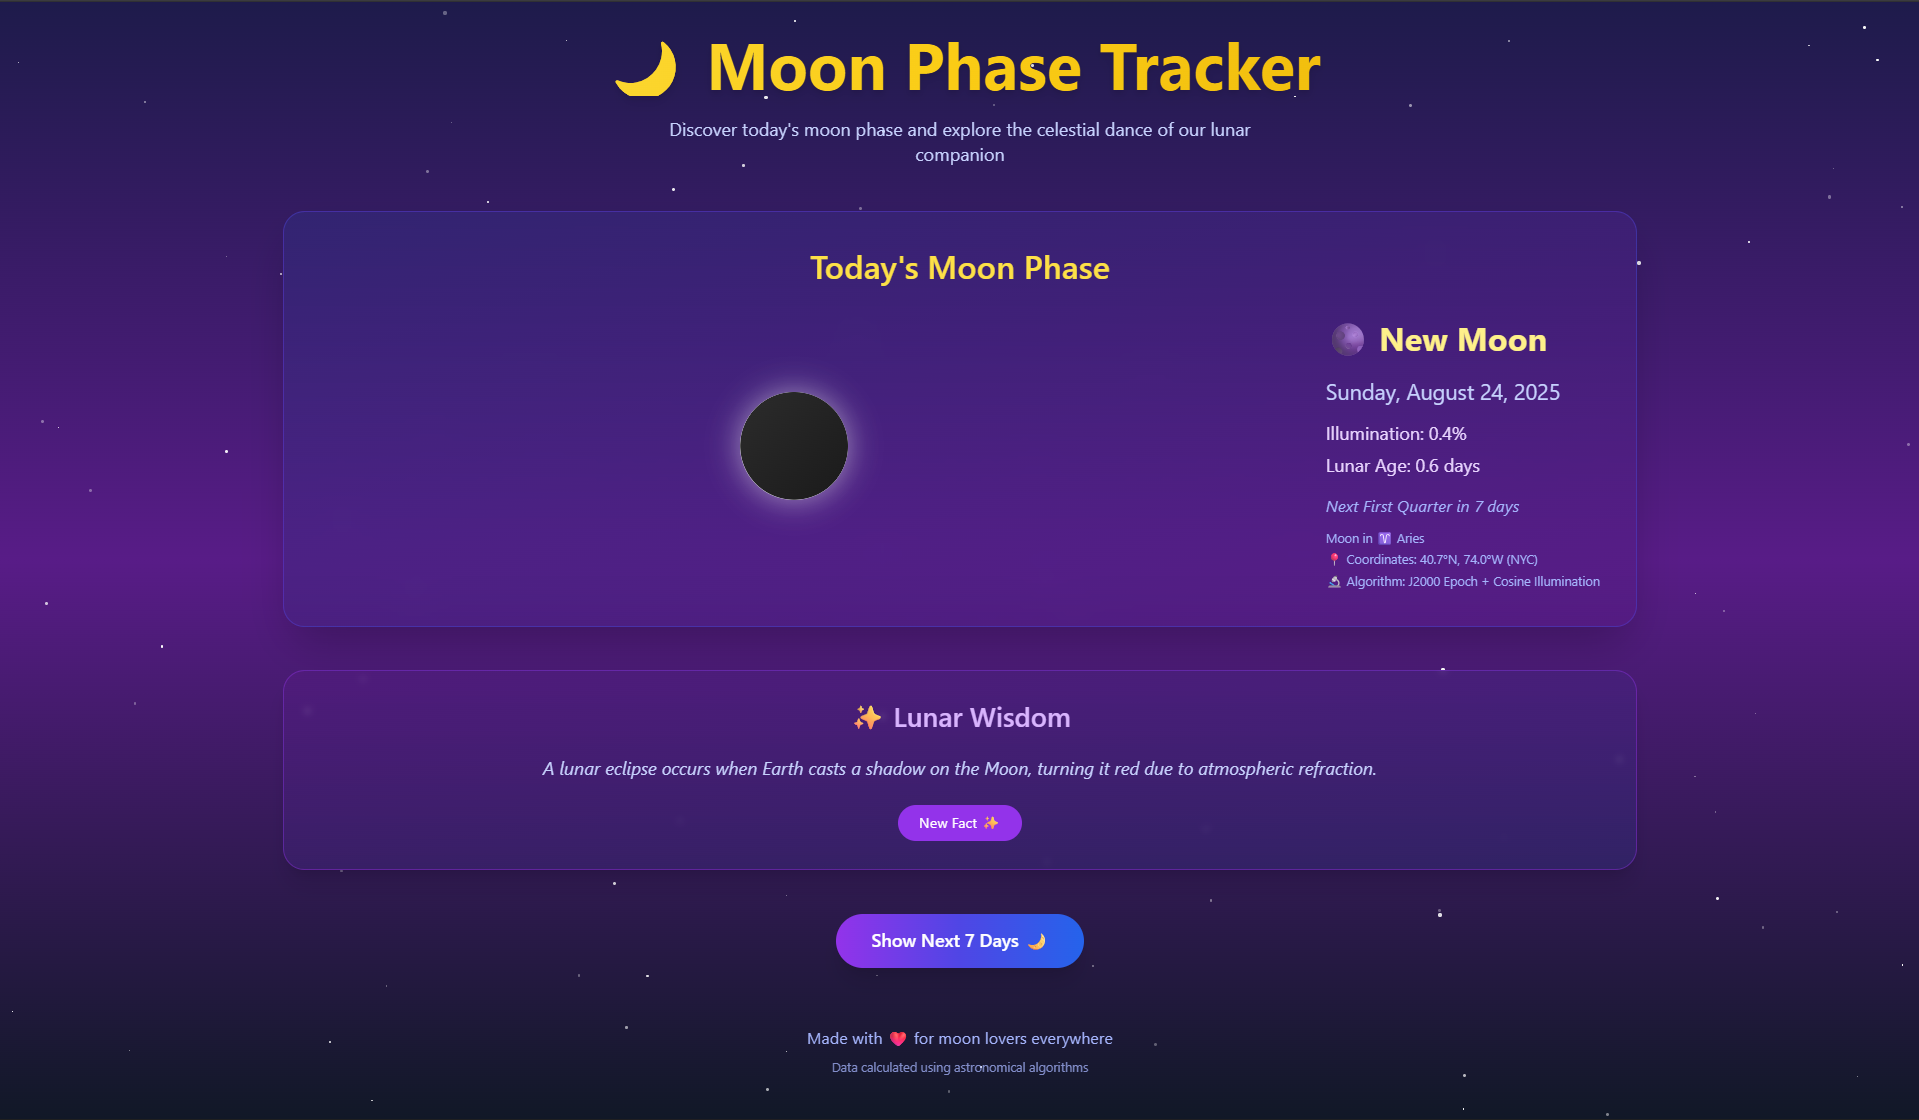 🌙 Moon Phase Tracker
Discover today's moon phase and explore the celestial dance of our lunar
companion
Today's Moon Phase
🌑 New Moon
Sunday, August 24, 2025
Illumination: 0.4%
Lunar Age: 0.6 days
Next First Quarter in 7 days
Moon in ♈ Aries
📍 Coordinates: 40.7°N, 74.0°W (NYC)
🔬 Algorithm: J2000 Epoch + Cosine Illumination
✨ Lunar Wisdom
A lunar eclipse occurs when Earth casts a shadow on the Moon, turning it red due to atmospheric refraction.
New Fact ✨
Show Next 7 Days 🌙
Made with ❤️ for moon lovers everywhere
Data calculated using astronomical algorithms